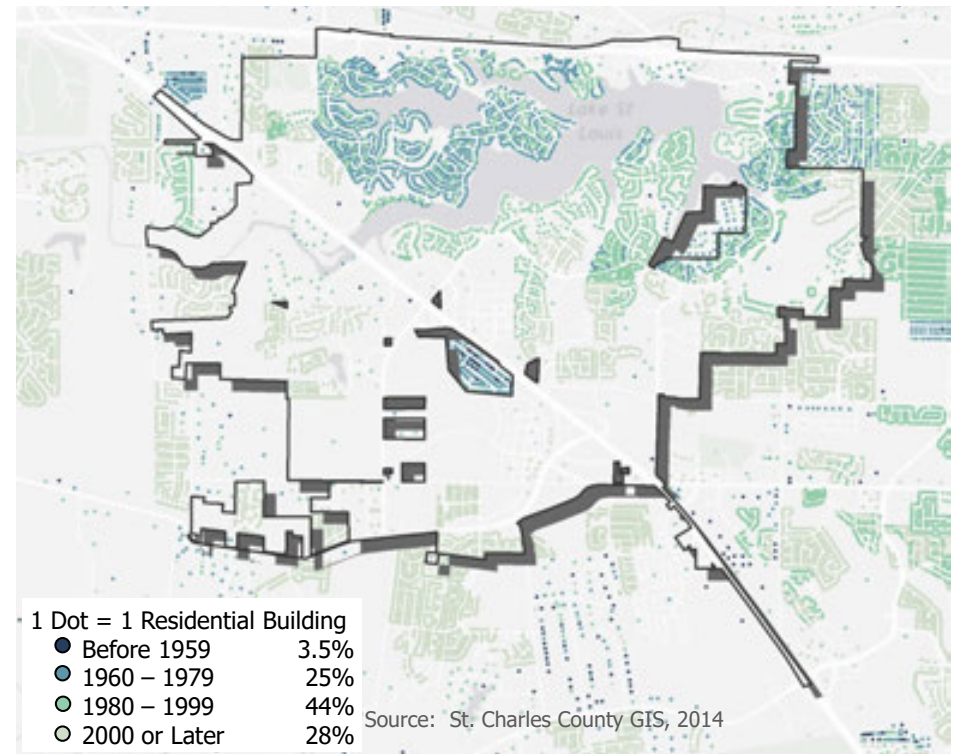 Lake St
Louis
1 Dot = 1 Residential Building
Before 1959 3.5%
1960 – 1979 25%
1980 – 1999 44%
2000 or Later 28%
Source: St. Charles County GIS, 2014